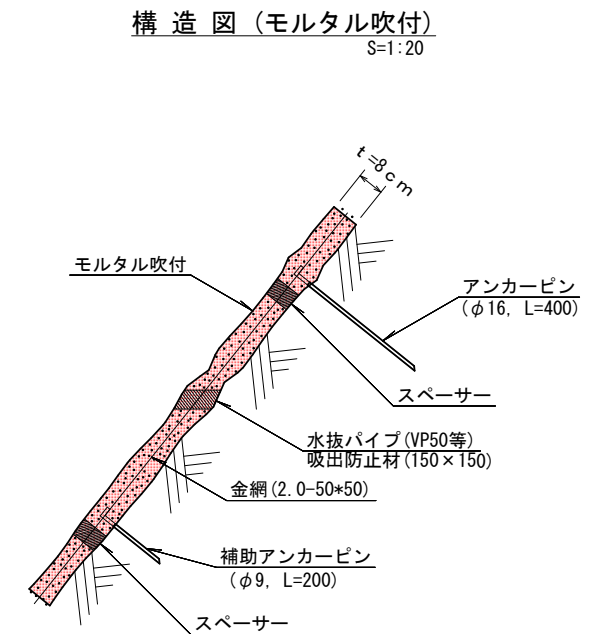 構 造 図 (モルタル吹付)
S=1:20
t=8cm
モルタル吹付
アンカーピン
(φ16, L=400)
スペーサー
水抜パイプ(VP50等)
吸出防止材(150×150)
金網(2.0-50*50)
補助アンカーピン
(φ9, L=200)
スペーサー